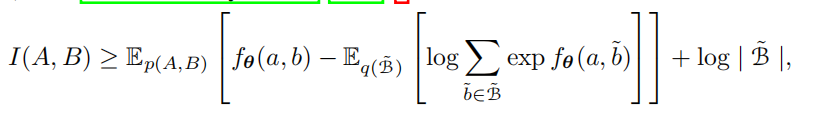 I(A, B) ≥ 𝔼_{p(A,B)} [ f_θ(a, b) − 𝔼_{q(ℬ̃)} [ log ∑_{b̃∈ℬ̃} exp f_θ(a, b̃) ] ] + log | ℬ̃ |,